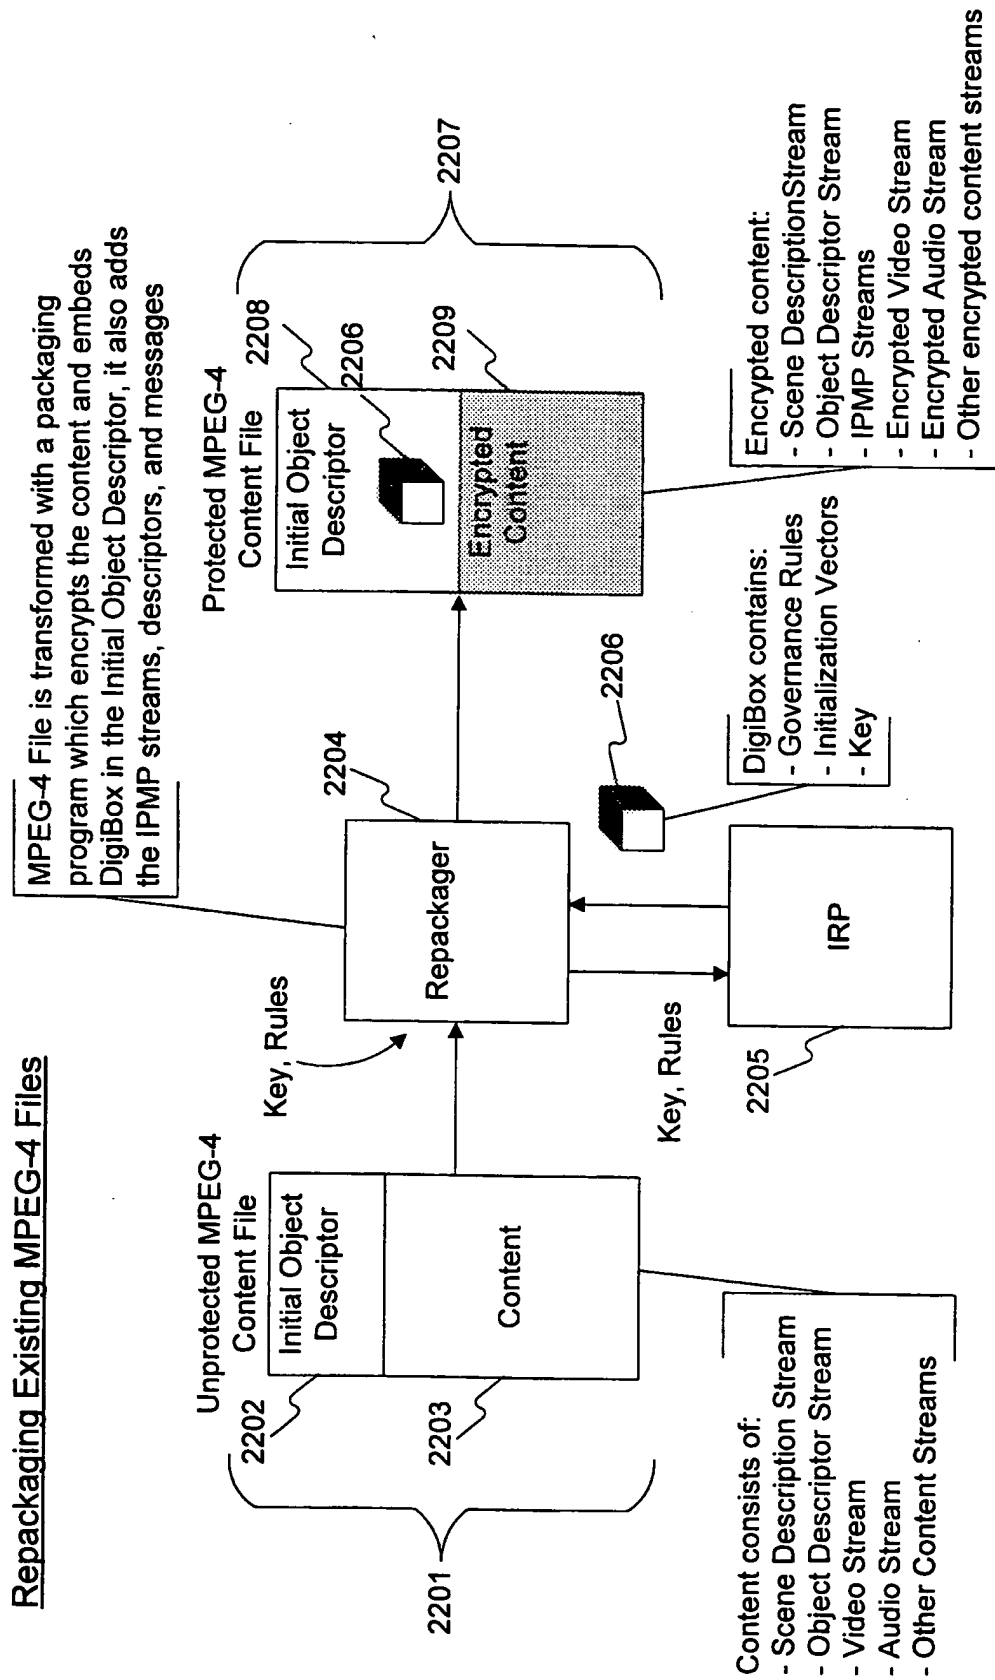 Repackaging Existing MPEG-4 Files
MPEG-4 File is transformed with a packaging
program which encrypts the content and embeds
DigiBox in the Initial Object Descriptor, it also adds
the IPMP streams, descriptors, and messages
Unprotected MPEG-4
Content File
2201
2202
Initial Object
Descriptor
2203
Content
Content consists of:
- Scene Description Stream
- Object Descriptor Stream
- Video Stream
- Audio Stream
- Other Content Streams
Key, Rules
2204
Repackager
Key, Rules
2205
IRP
2206
DigiBox contains:
- Governance Rules
- Initialization Vectors
- Key
Protected MPEG-4
Content File
Initial Object
Descriptor
2208
2206
Encrypted
Content
2209
2207
Encrypted content:
- Scene DescriptionStream
- Object Descriptor Stream
- IPMP Streams
- Encrypted Video Stream
- Encrypted Audio Stream
- Other encrypted content streams